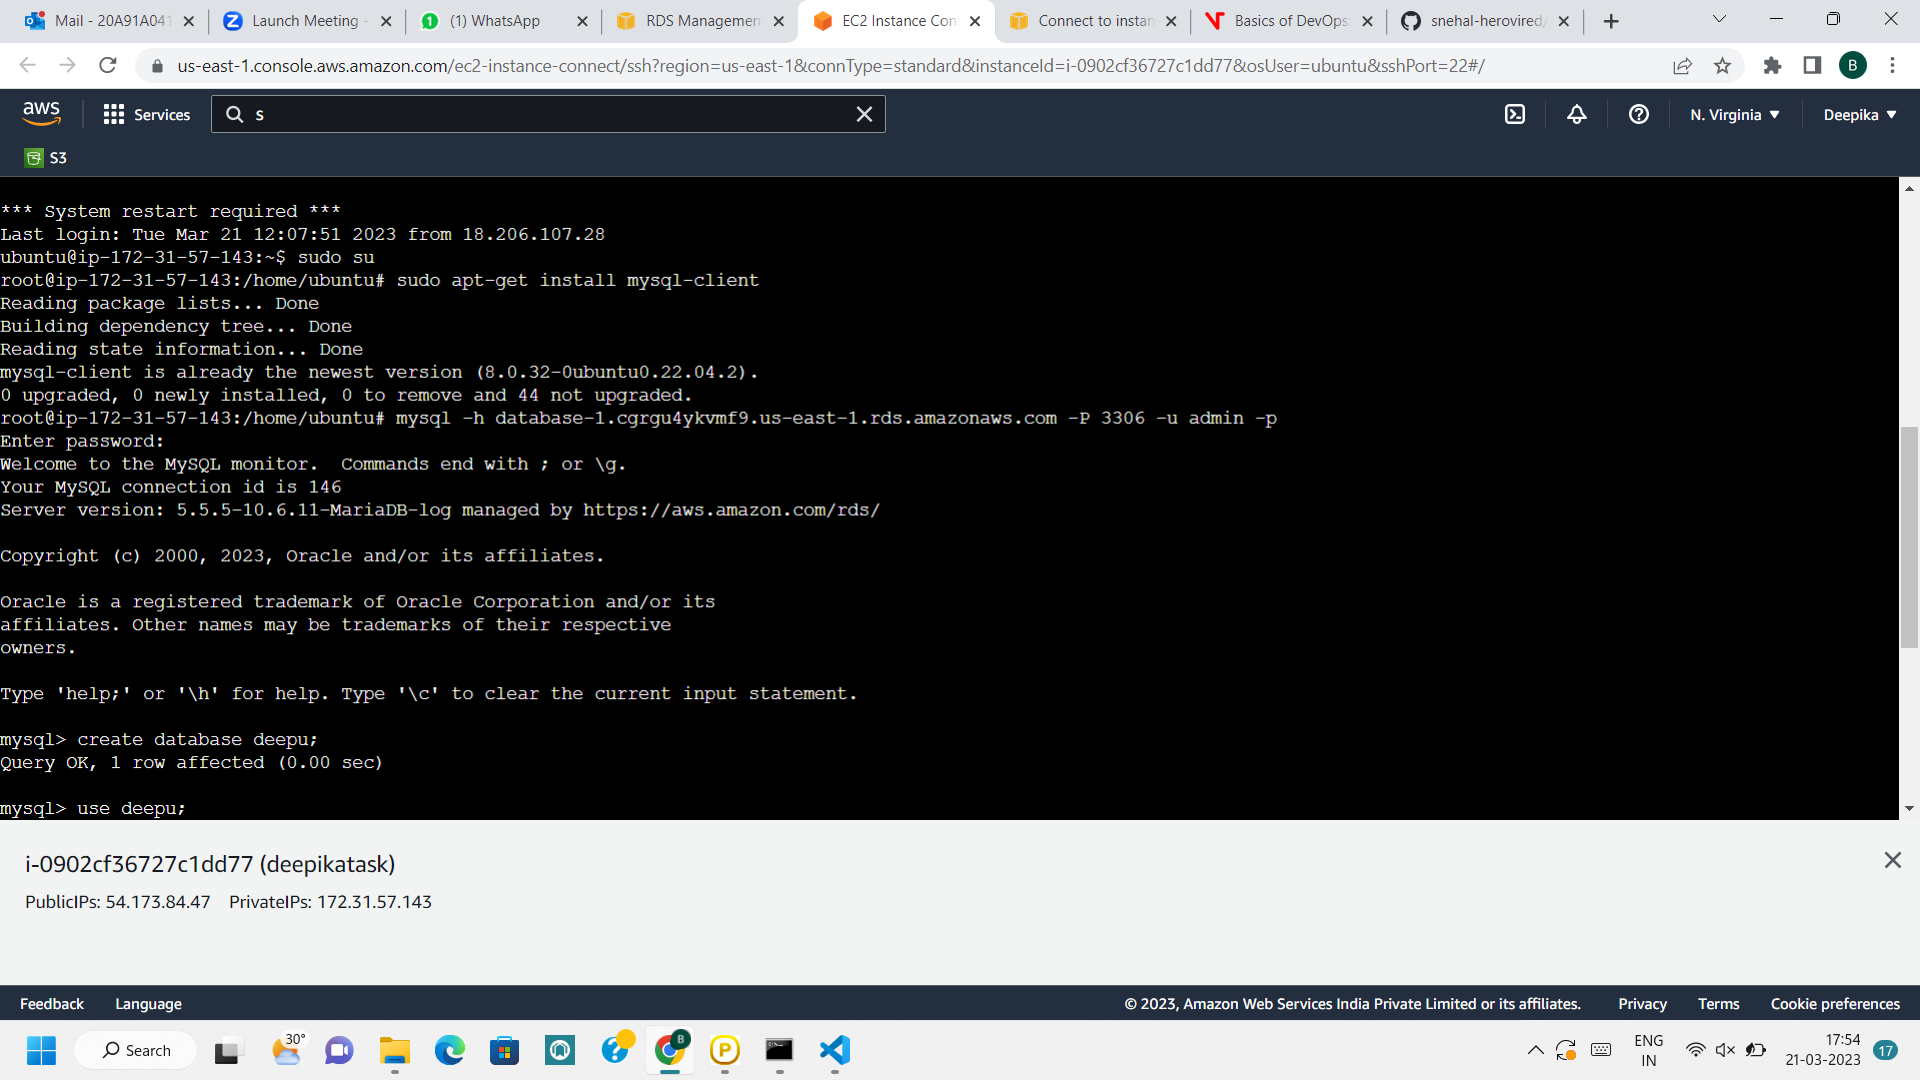 Mail - 20A91A041
Launch Meeting -
(1) WhatsApp
RDS Managemen
EC2 Instance Con
Connect to instan
Basics of DevOps
snehal-herovired/
us-east-1.console.aws.amazon.com/ec2-instance-connect/ssh?region=us-east-1&connType=standard&instanceId=i-0902cf36727c1dd77&osUser=ubuntu&sshPort=22#/
B
aws
Services
s
N. Virginia
Deepika
S3
*** System restart required ***
Last login: Tue Mar 21 12:07:51 2023 from 18.206.107.28
ubuntu@ip-172-31-57-143:~$ sudo su
root@ip-172-31-57-143:/home/ubuntu# sudo apt-get install mysql-client
Reading package lists... Done
Building dependency tree... Done
Reading state information... Done
mysql-client is already the newest version (8.0.32-0ubuntu0.22.04.2).
0 upgraded, 0 newly installed, 0 to remove and 44 not upgraded.
root@ip-172-31-57-143:/home/ubuntu# mysql -h database-1.cgrgu4ykvmf9.us-east-1.rds.amazonaws.com -P 3306 -u admin -p
Enter password:
Welcome to the MySQL monitor.  Commands end with ; or \g.
Your MySQL connection id is 146
Server version: 5.5.5-10.6.11-MariaDB-log managed by https://aws.amazon.com/rds/
Copyright (c) 2000, 2023, Oracle and/or its affiliates.
Oracle is a registered trademark of Oracle Corporation and/or its
affiliates. Other names may be trademarks of their respective
owners.
Type 'help;' or '\h' for help. Type '\c' to clear the current input statement.
mysql> create database deepu;
Query OK, 1 row affected (0.00 sec)
mysql> use deepu;
i-0902cf36727c1dd77 (deepikatask)
PublicIPs: 54.173.84.47    PrivateIPs: 172.31.57.143
Feedback
Language
© 2023, Amazon Web Services India Private Limited or its affiliates.
Privacy
Terms
Cookie preferences
Search
30°
B
P
ENG
IN
17:54
21-03-2023
17